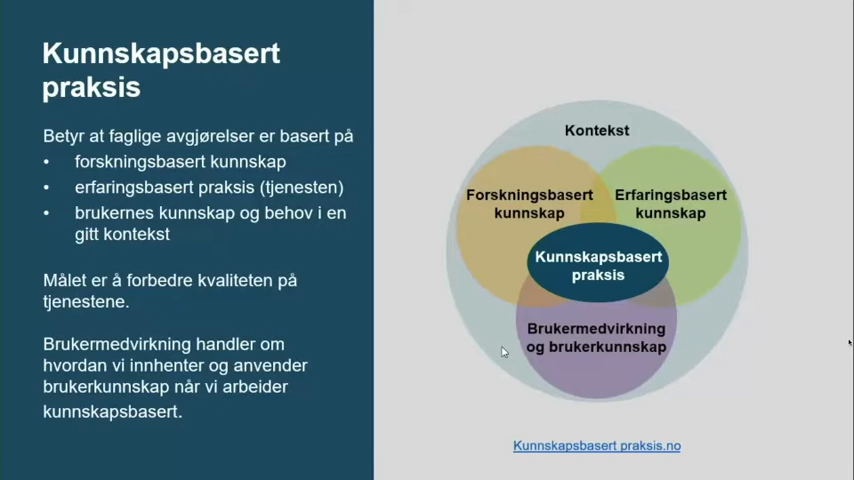 Kunnskapsbasert
praksis
Betyr at faglige avgjørelser er basert på
• forskningsbasert kunnskap
• erfaringsbasert praksis (tjenesten)
• brukernes kunnskap og behov i en
gitt kontekst
Målet er å forbedre kvaliteten på
tjenestene.
Brukermedvirkning handler om
hvordan vi innhenter og anvender
brukerkunnskap når vi arbeider
kunnskapsbasert.
Kontekst
Forskningsbasert
kunnskap
Erfaringsbasert
kunnskap
Kunnskapsbasert
praksis
Brukermedvirkning
og brukerkunnskap
Kunnskapsbasert praksis.no